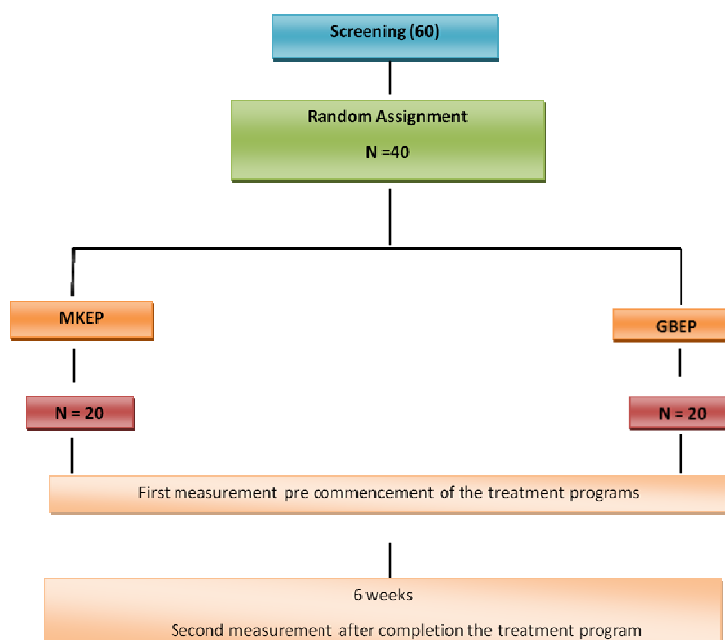 Screening (60)
Random Assignment
N =40
MKEP
GBEP
N = 20
N = 20
First measurement pre commencement of the treatment programs
6 weeks
Second measurement after completion the treatment program